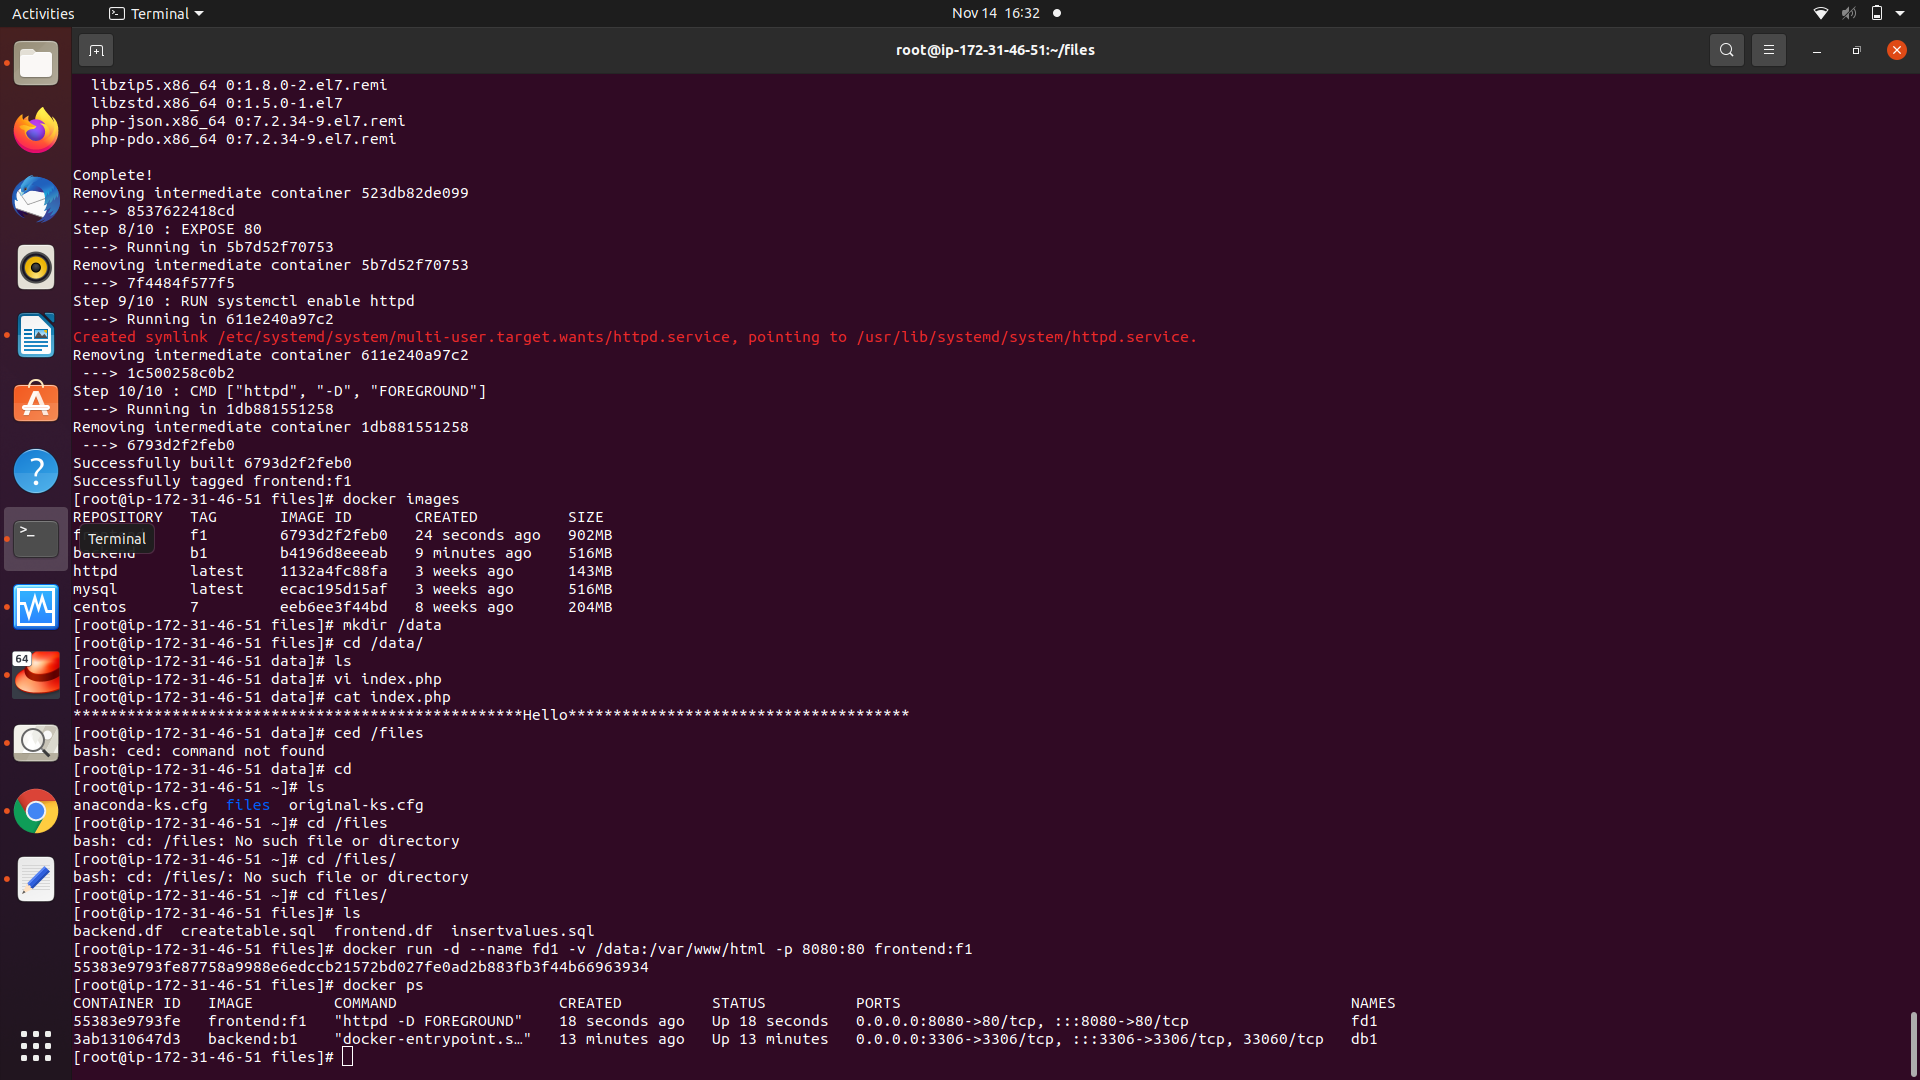 Activities Terminal Nov 14 16:32
root@ip-172-31-46-51:~/files
libzip5.x86_64 0:1.8.0-2.el7.remi
libzstd.x86_64 0:1.5.0-1.el7
php-json.x86_64 0:7.2.34-9.el7.remi
php-pdo.x86_64 0:7.2.34-9.el7.remi
Complete!
Removing intermediate container 523db82de099
---> 8537622418cd
Step 8/10 : EXPOSE 80
---> Running in 5b7d52f70753
Removing intermediate container 5b7d52f70753
---> 7f4484f577f5
Step 9/10 : RUN systemctl enable httpd
---> Running in 611e240a97c2
Created symlink /etc/systemd/system/multi-user.target.wants/httpd.service, pointing to /usr/lib/systemd/system/httpd.service.
Removing intermediate container 611e240a97c2
---> 1c500258c0b2
Step 10/10 : CMD ["httpd", "-D", "FOREGROUND"]
---> Running in 1db881551258
Removing intermediate container 1db881551258
---> 6793d2f2feb0
Successfully built 6793d2f2feb0
Successfully tagged frontend:f1
[root@ip-172-31-46-51 files]# docker images
REPOSITORY TAG IMAGE ID CREATED SIZE
f1 6793d2f2feb0 24 seconds ago 902MB
Terminal
backend b1 b4196d8eeeab 9 minutes ago 516MB
httpd latest 1132a4fc88fa 3 weeks ago 143MB
mysql latest ecac195d15af 3 weeks ago 516MB
centos 7 eeb6ee3f44bd 8 weeks ago 204MB
[root@ip-172-31-46-51 files]# mkdir /data
[root@ip-172-31-46-51 files]# cd /data/
[root@ip-172-31-46-51 data]# ls
[root@ip-172-31-46-51 data]# vi index.php
[root@ip-172-31-46-51 data]# cat index.php
**************************************************Hello**************************************
[root@ip-172-31-46-51 data]# ced /files
bash: ced: command not found
[root@ip-172-31-46-51 data]# cd
[root@ip-172-31-46-51 ~]# ls
anaconda-ks.cfg files original-ks.cfg
[root@ip-172-31-46-51 ~]# cd /files
bash: cd: /files: No such file or directory
[root@ip-172-31-46-51 ~]# cd /files/
bash: cd: /files/: No such file or directory
[root@ip-172-31-46-51 ~]# cd files/
[root@ip-172-31-46-51 files]# ls
backend.df createtable.sql frontend.df insertvalues.sql
[root@ip-172-31-46-51 files]# docker run -d --name fd1 -v /data:/var/www/html -p 8080:80 frontend:f1
55383e9793fe87758a9988e6edccb21572bd027fe0ad2b883fb3f44b66963934
[root@ip-172-31-46-51 files]# docker ps
CONTAINER ID IMAGE COMMAND CREATED STATUS PORTS NAMES
55383e9793fe frontend:f1 "httpd -D FOREGROUND" 18 seconds ago Up 18 seconds 0.0.0.0:8080->80/tcp, :::8080->80/tcp fd1
3ab1310647d3 backend:b1 "docker-entrypoint.s…" 13 minutes ago Up 13 minutes 0.0.0.0:3306->3306/tcp, :::3306->3306/tcp, 33060/tcp db1
[root@ip-172-31-46-51 files]#
64